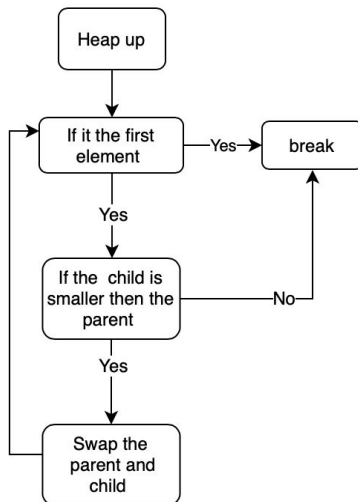 Heap up
If it the first
element
Yes
break
Yes
If the child is
smaller then the
parent
No
Yes
Swap the
parent and
child